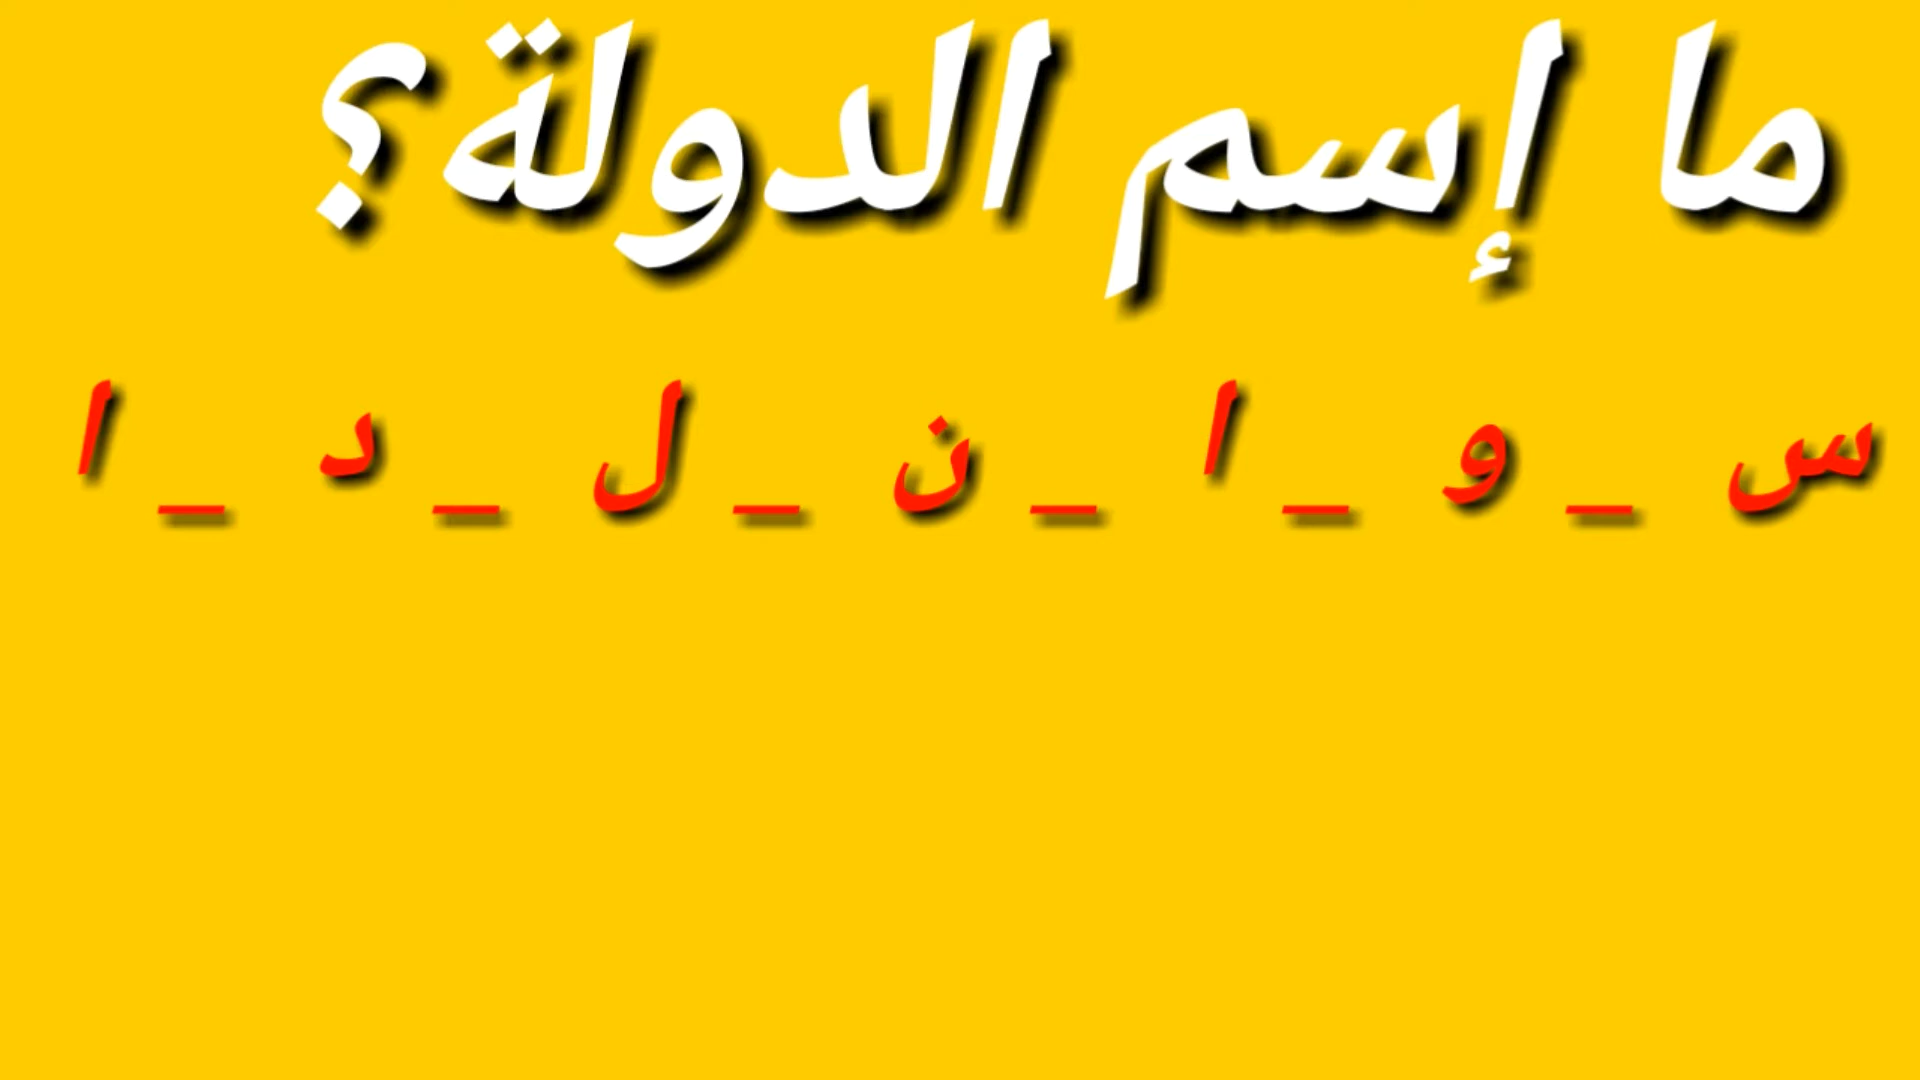 ما إسم الدولة؟
س _ و _ ا _ ن _ ل _ د _ ا